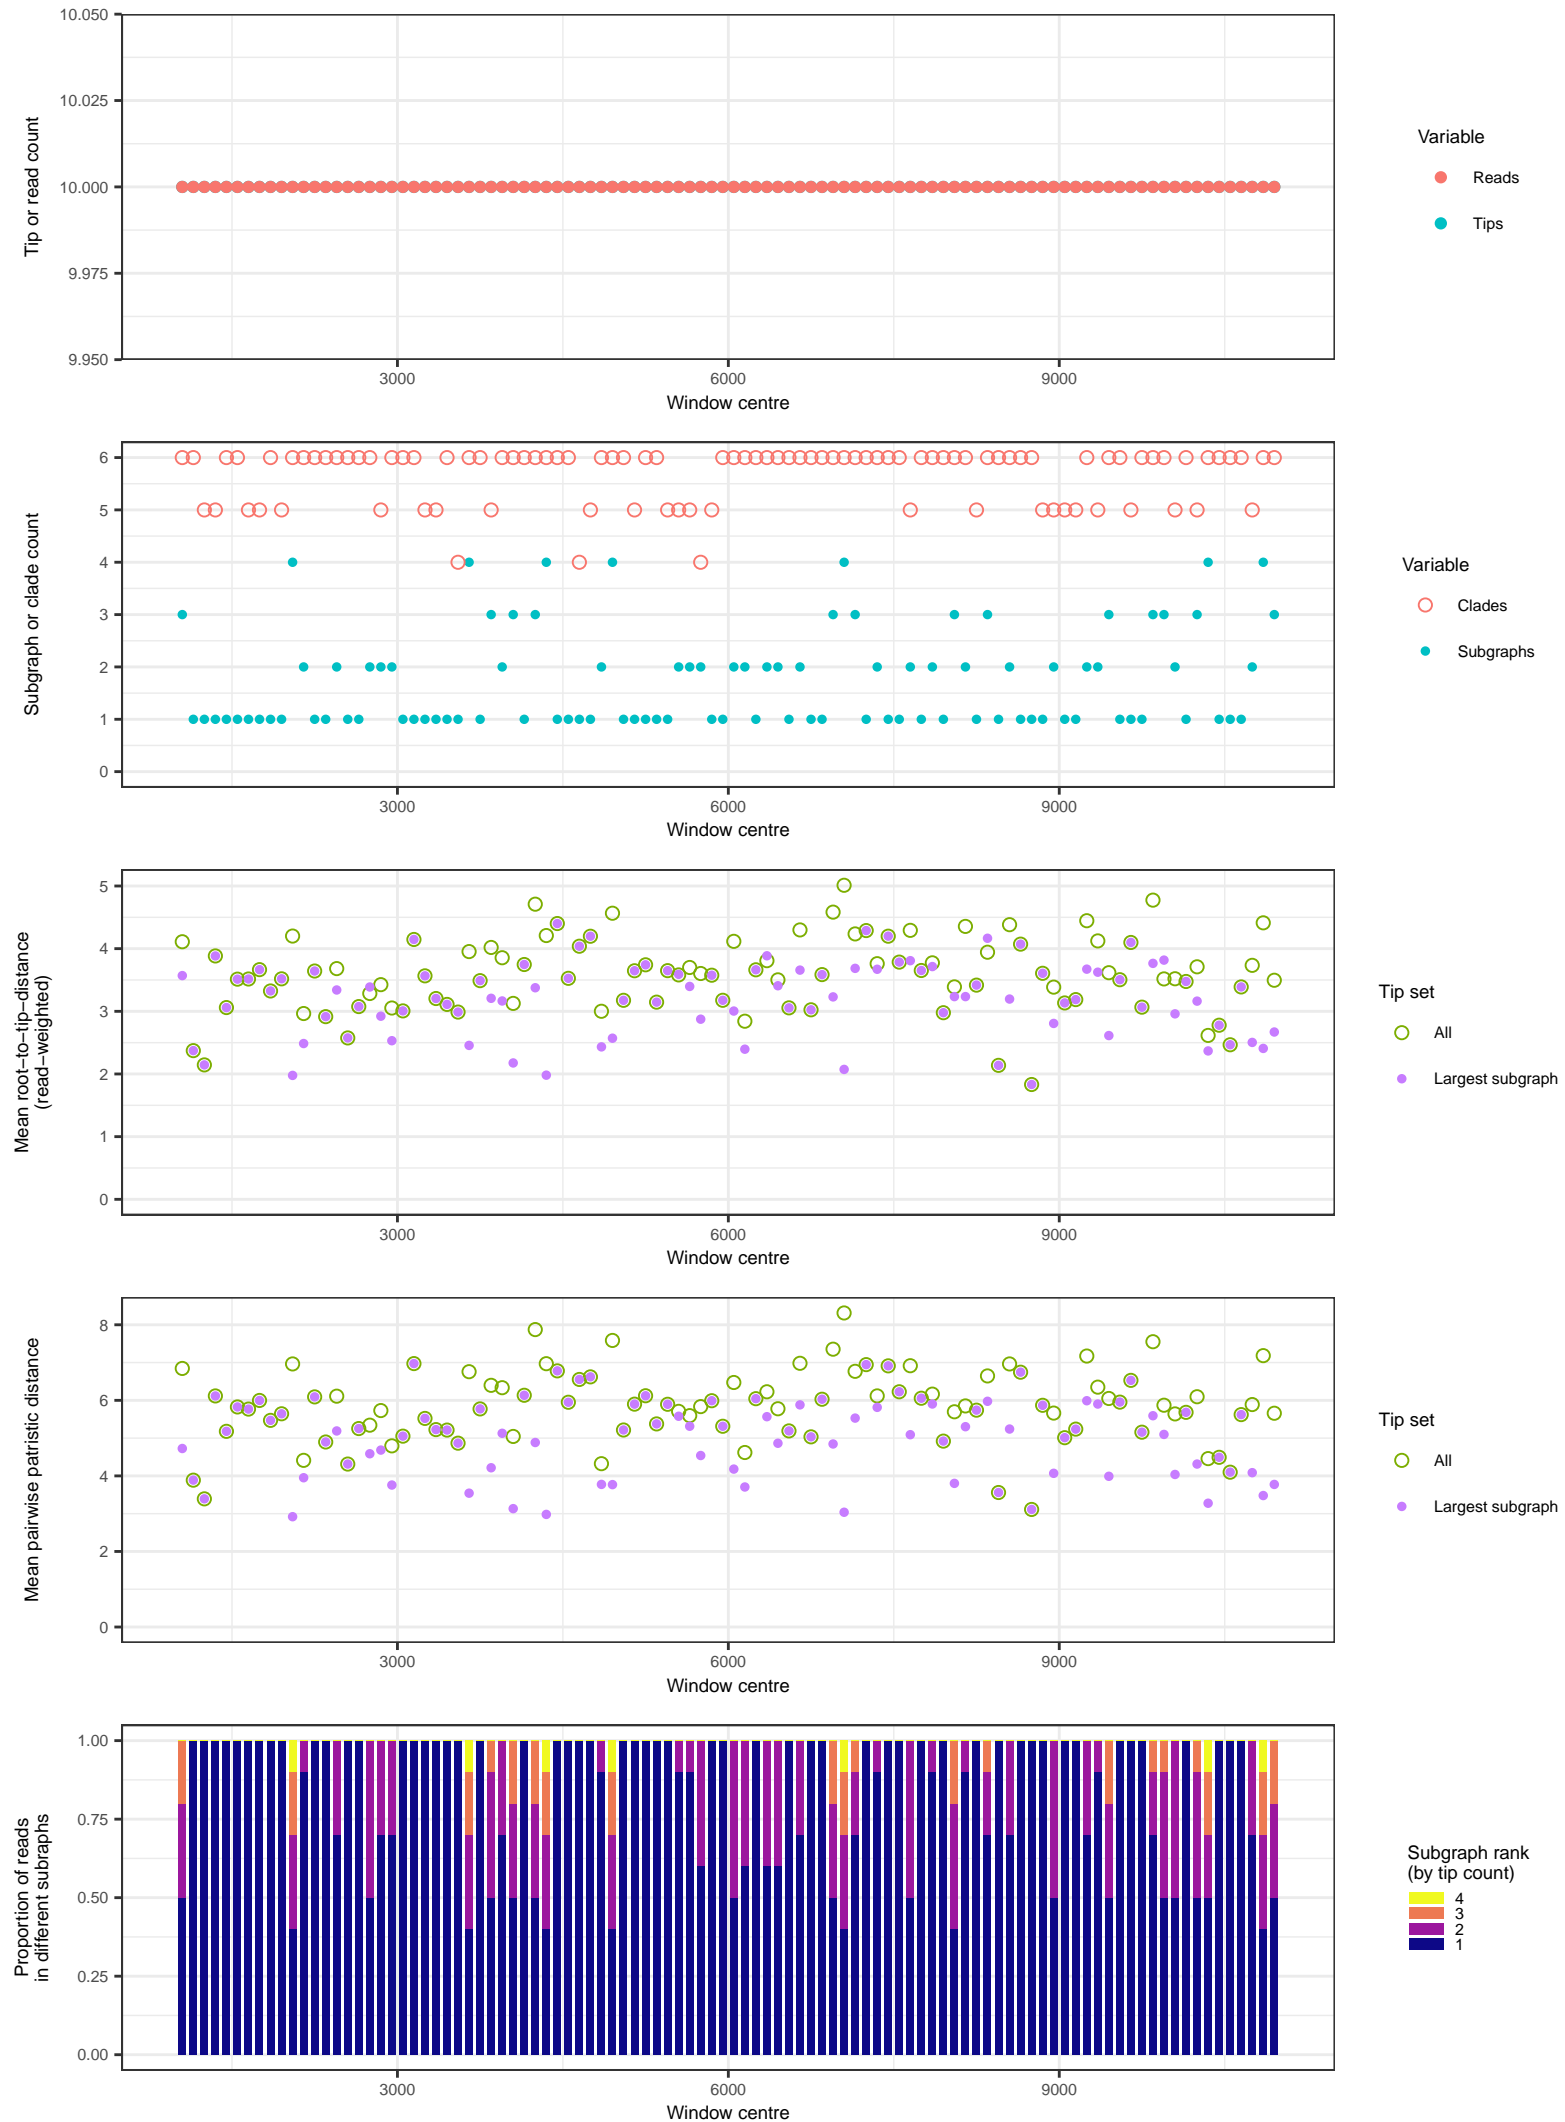 10.050
10.025
10.000
9.975
9.950
Tip or read count
3000 6000 9000
Window centre
Variable
Reads
Tips
6
5
4
3
2
1
0
Subgraph or clade count
3000 6000 9000
Window centre
Variable
Clades
Subgraphs
5
4
3
2
1
0
Mean root−to−tip−distance
(read−weighted)
3000 6000 9000
Window centre
Tip set
All
Largest subgraph
8
6
4
2
0
Mean pairwise patristic distance
3000 6000 9000
Window centre
Tip set
All
Largest subgraph
1.00
0.75
0.50
0.25
0.00
Proportion of reads
in different subraphs
3000 6000 9000
Window centre
Subgraph rank
(by tip count)
4
3
2
1